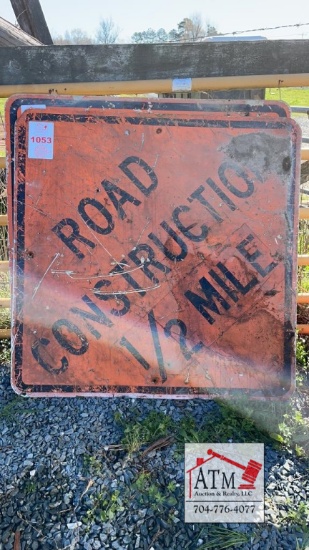 1053
ROAD
CONSTRUCTION
1/2 MILE
ATM
Auction & Realty, LLC
704-776-4077